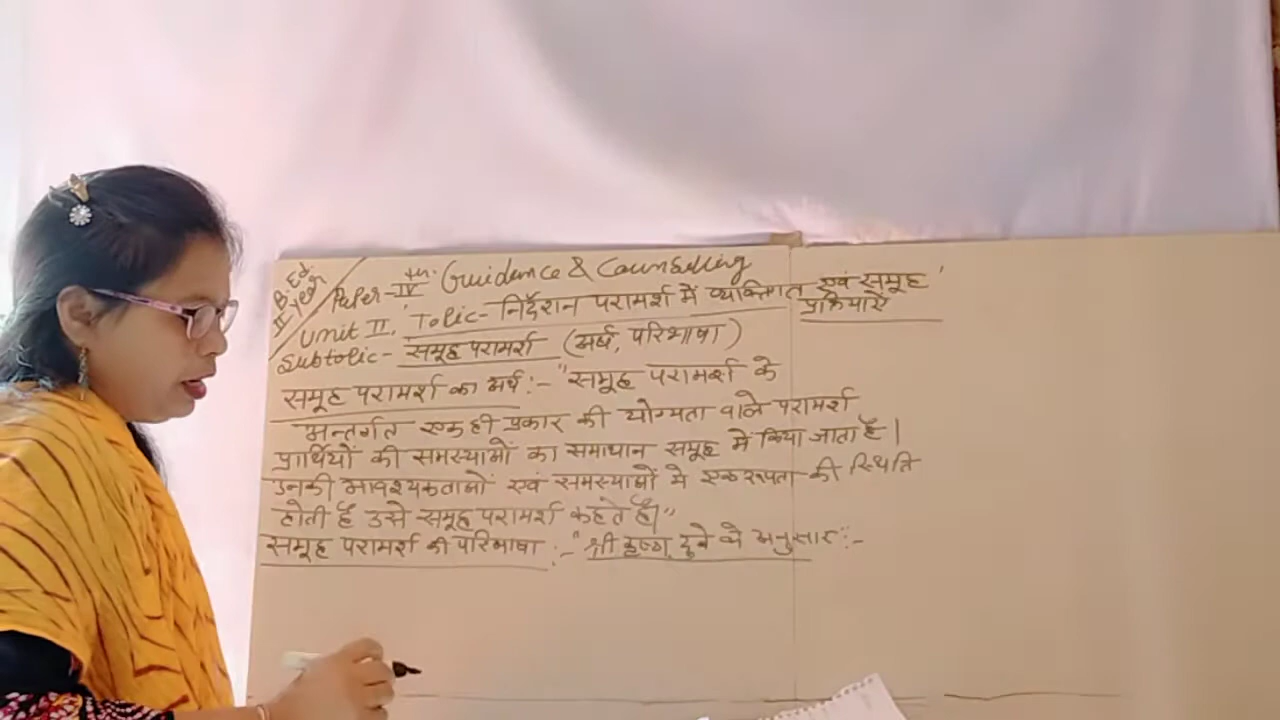 B.Ed.
II Year
Paper-IV th. Guidence & Counselling
Unit II. Topic- निर्देशन परामर्श में व्यक्तिगत एवं समूह
प्रक्रियाऐं
Subtopic- समूह परामर्श (अर्थ, परिभाषा)
समूह परामर्श का अर्थ:- "समूह परामर्श के
अन्तर्गत एक ही प्रकार की योग्यता वाले परामर्श
प्रार्थियों की समस्याओं का समाधान समूह में किया जाता है।
उनकी आवश्यकताओं एवं समस्याओं मे एकरूपता की स्थिति
होती है उसे समूह परामर्श कहते हैं।"
समूह परामर्श की परिभाषा:- "श्री कृष्ण दुबे के अनुसार:-